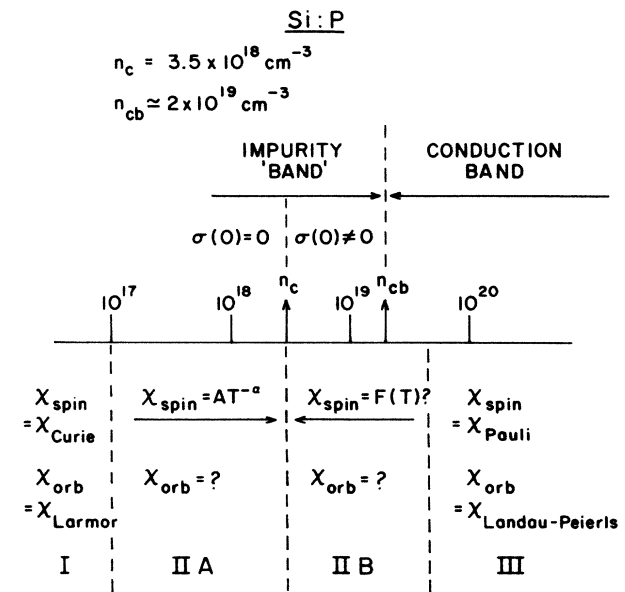 Si:P
n_c = 3.5 x 10^18 cm^-3
n_cb ≃ 2 x 10^19 cm^-3
IMPURITY 'BAND'
CONDUCTION BAND
σ(0)=0
σ(0)≠0
n_c
n_cb
10^17
10^18
10^19
10^20
χ_spin = χ_Curie
χ_spin = AT^-α
χ_spin = F(T)?
χ_spin = χ_Pauli
χ_orb = χ_Larmor
χ_orb = ?
χ_orb = ?
χ_orb = χ_Landau-Peierls
I
II A
II B
III